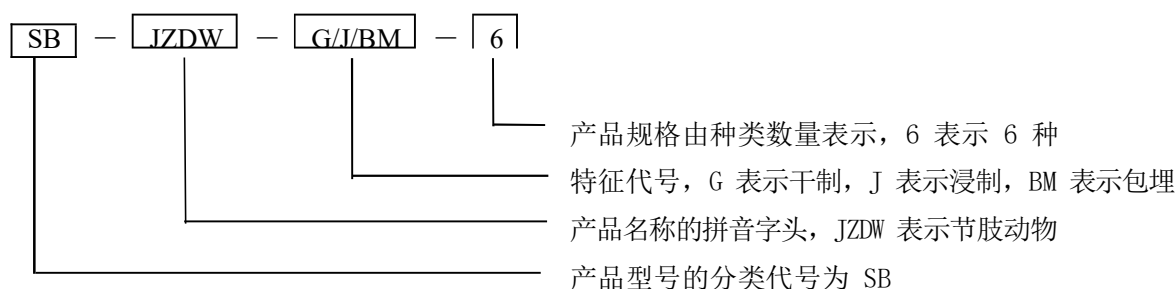 SB — JZDW — G/J/BM — 6
产品规格由种类数量表示，6 表示 6 种
特征代号，G 表示干制，J 表示浸制，BM 表示包埋
产品名称的拼音字头，JZDW 表示节肢动物
产品型号的分类代号为 SB